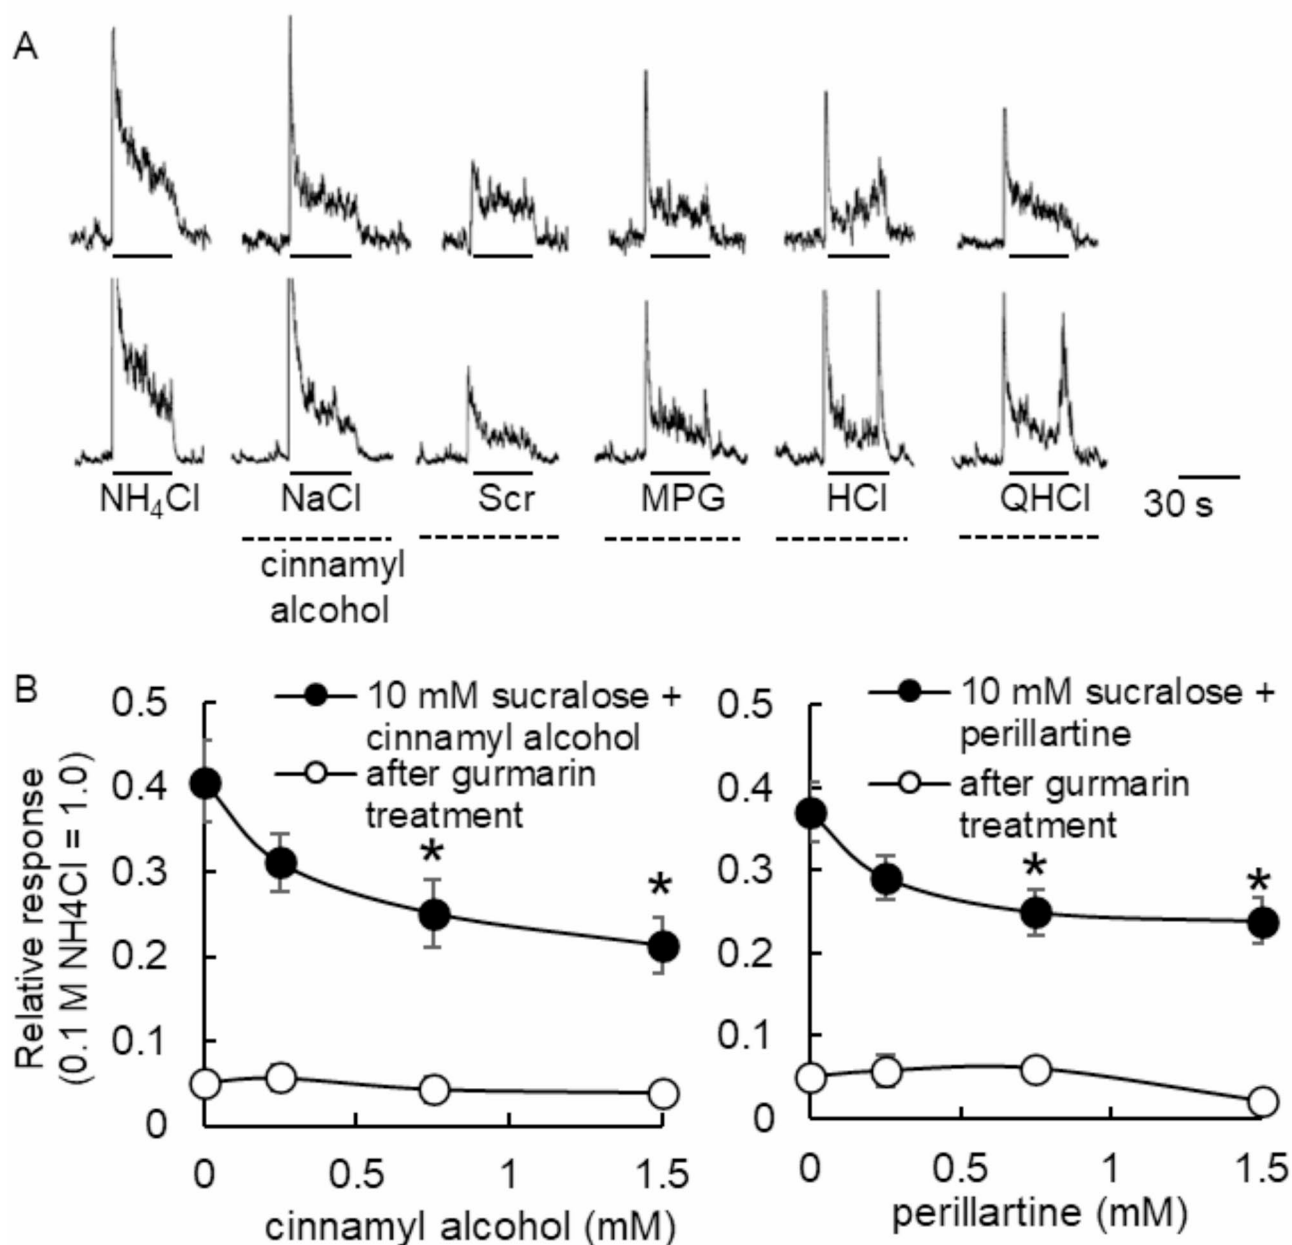 A
NH₄Cl NaCl Scr MPG HCl QHCl 30 s
cinnamyl
alcohol
B
Relative response
(0.1 M NH4Cl = 1.0)
0.5
0.4
0.3
0.2
0.1
0
10 mM sucralose +
cinnamyl alcohol
after gurmarin
treatment
*
*
0 0.5 1 1.5
cinnamyl alcohol (mM)
0.5
0.4
0.3
0.2
0.1
0
10 mM sucralose +
perillartine
after gurmarin
treatment
*
*
0 0.5 1 1.5
perillartine (mM)